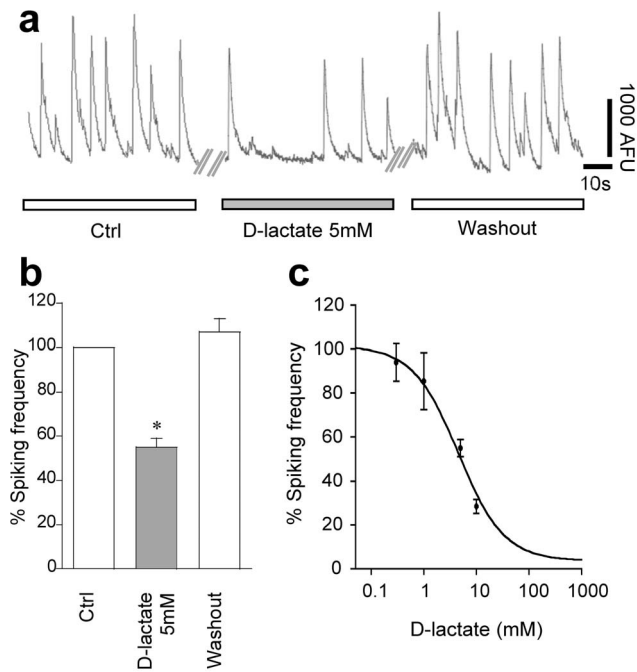 a
1000 AFU
10s
Ctrl
D-lactate 5mM
Washout
b
120
100
80
60
40
20
0
% Spiking frequency
*
Ctrl
D-lactate
5mM
Washout
c
120
100
80
60
40
20
0
% Spiking frequency
0.1
1
10
100
1000
D-lactate (mM)